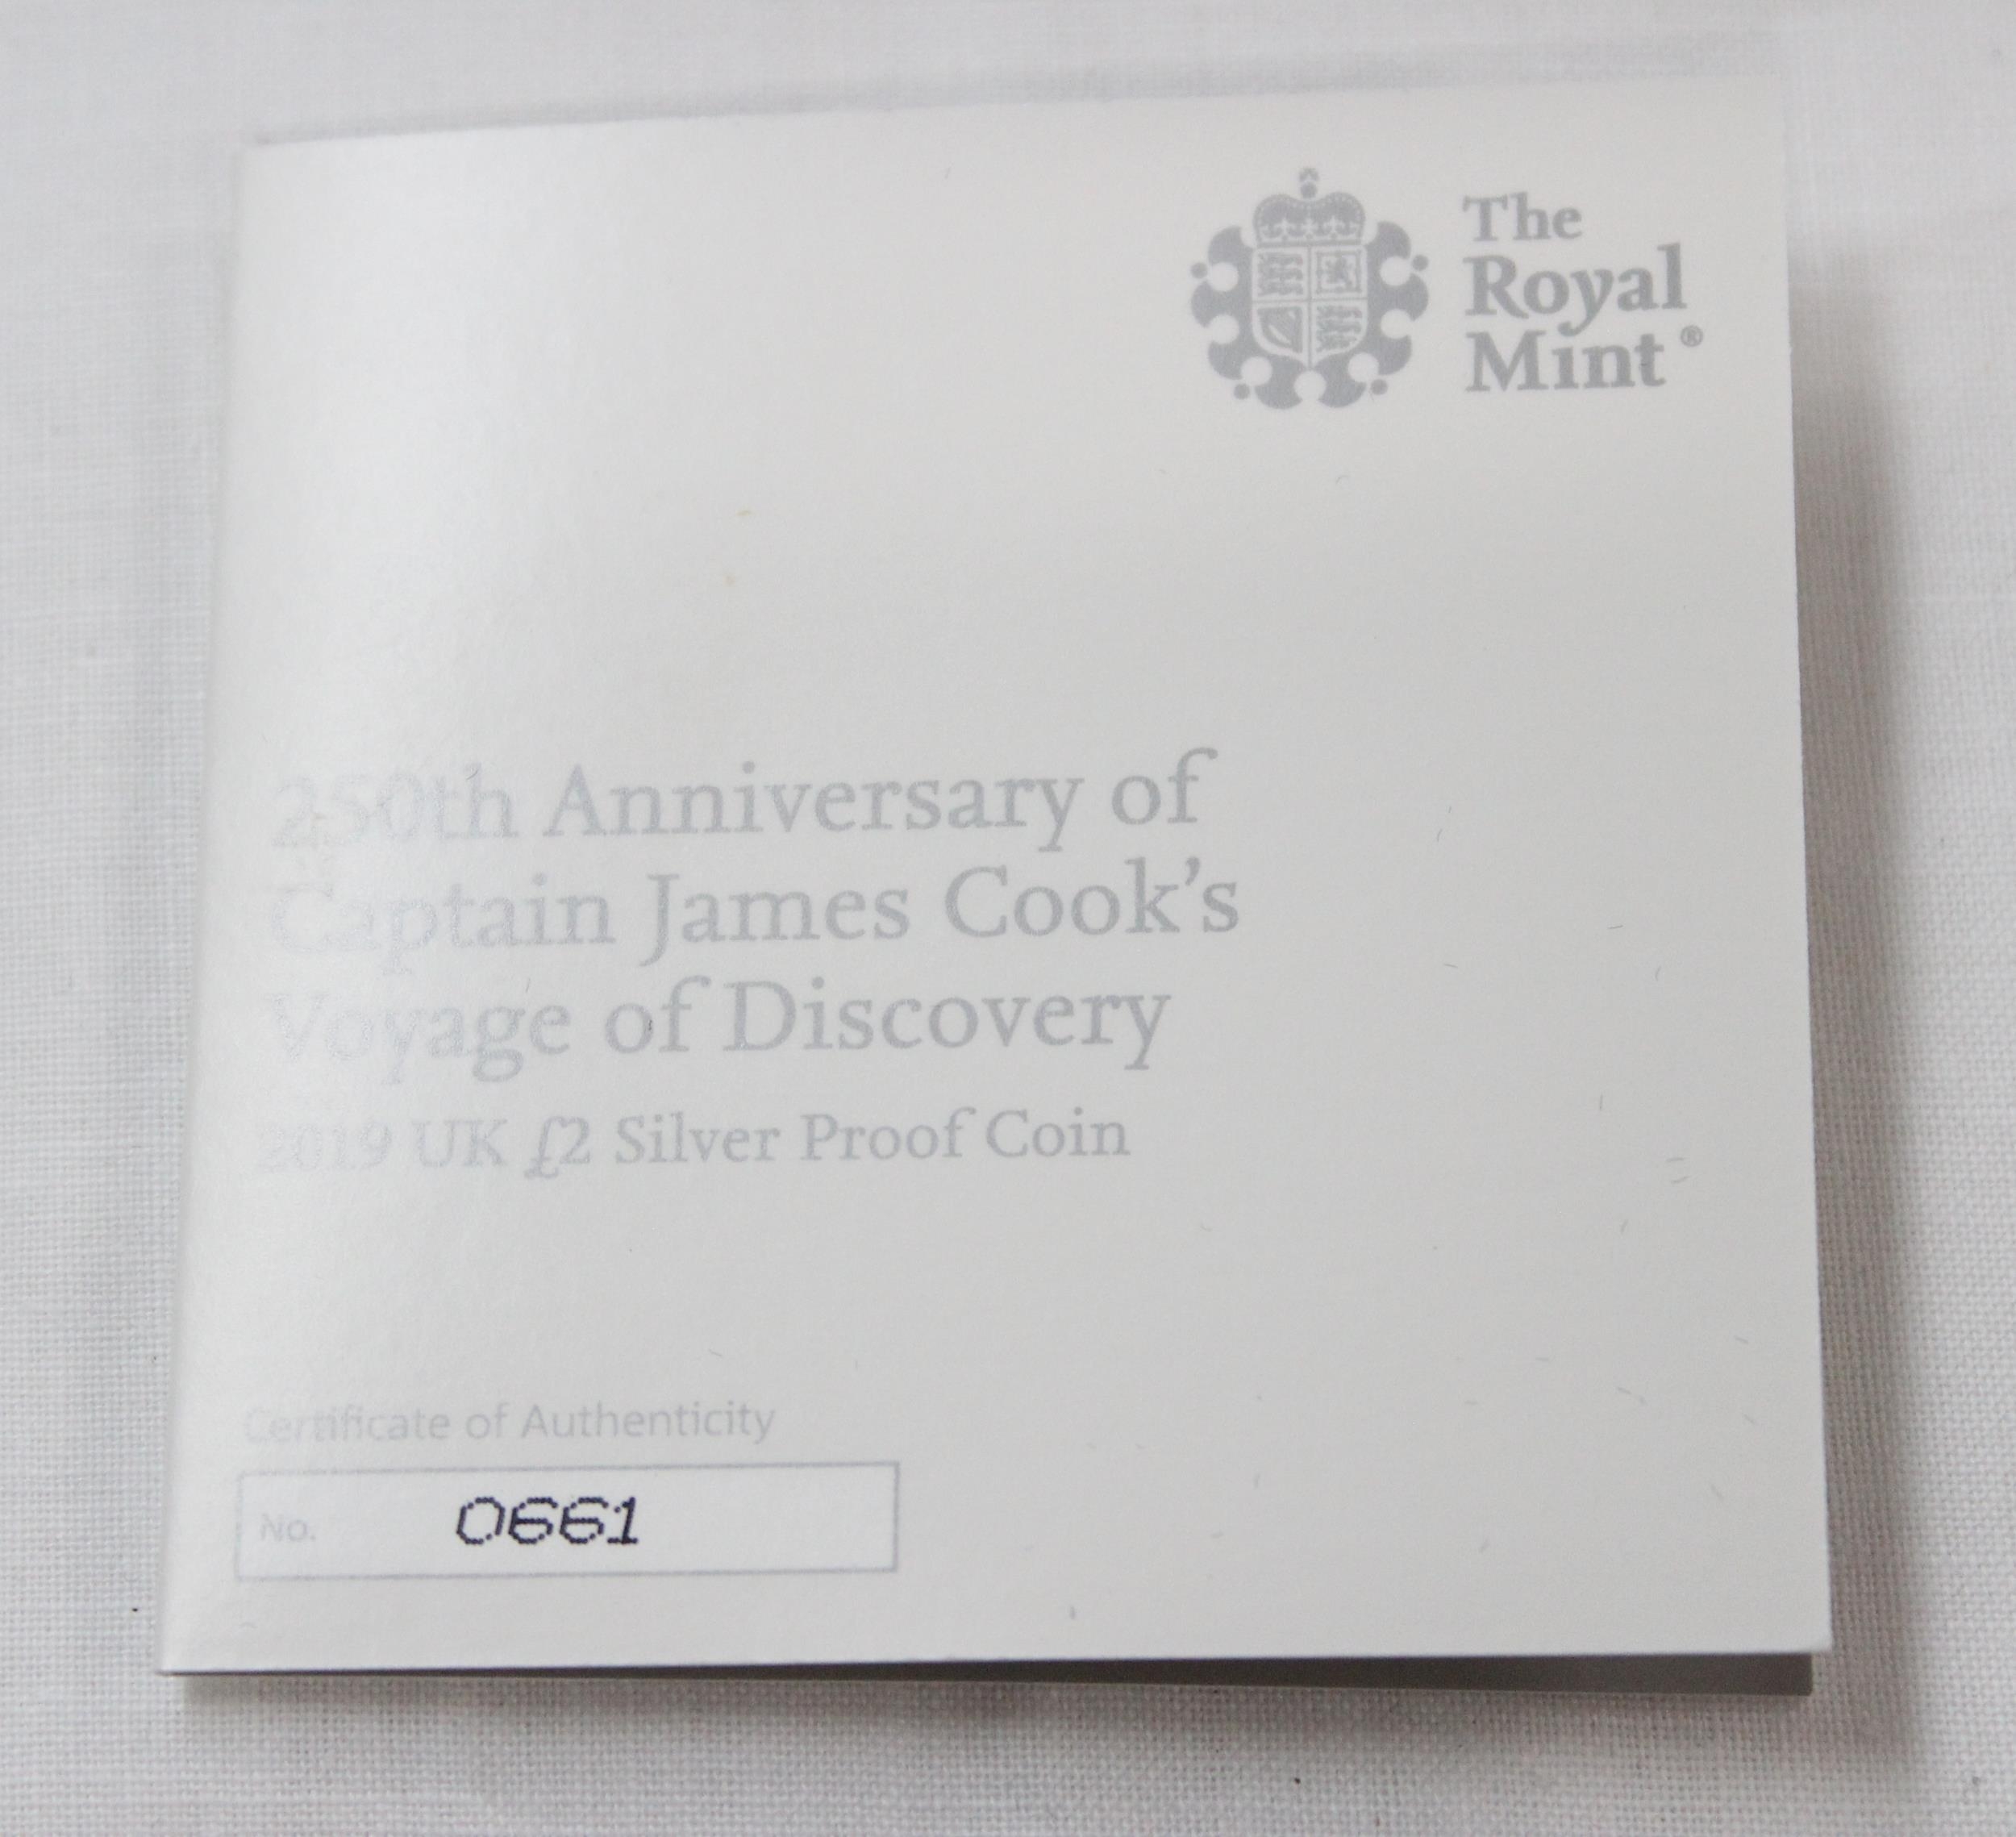 The
Royal
Mint®
250th Anniversary of
Captain James Cook's
Voyage of Discovery
2019 UK £2 Silver Proof Coin
Certificate of Authenticity
No. 0661